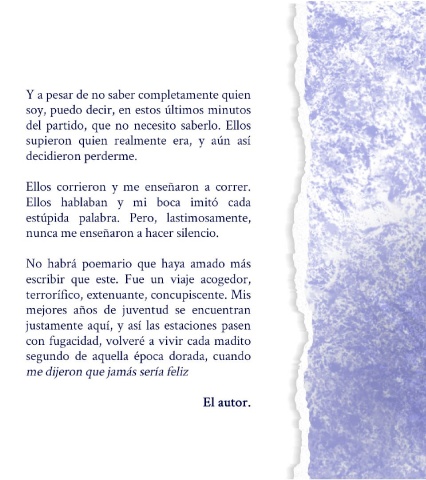 Y a pesar de no saber completamente quien
soy, puedo decir, en estos últimos minutos
del partido, que no necesito saberlo. Ellos
supieron quien realmente era, y aún así
decidieron perderme.
Ellos corrieron y me enseñaron a correr.
Ellos hablaban y mi boca imitó cada
estúpida palabra. Pero, lastimosamente,
nunca me enseñaron a hacer silencio.
No habrá poemario que haya amado más
escribir que este. Fue un viaje acogedor,
terrorífico, extenuante, concupiscente. Mis
mejores años de juventud se encuentran
justamente aquí, y así las estaciones pasen
con fugacidad, volveré a vivir cada madito
segundo de aquella época dorada, cuando
me dijeron que jamás sería feliz
El autor.